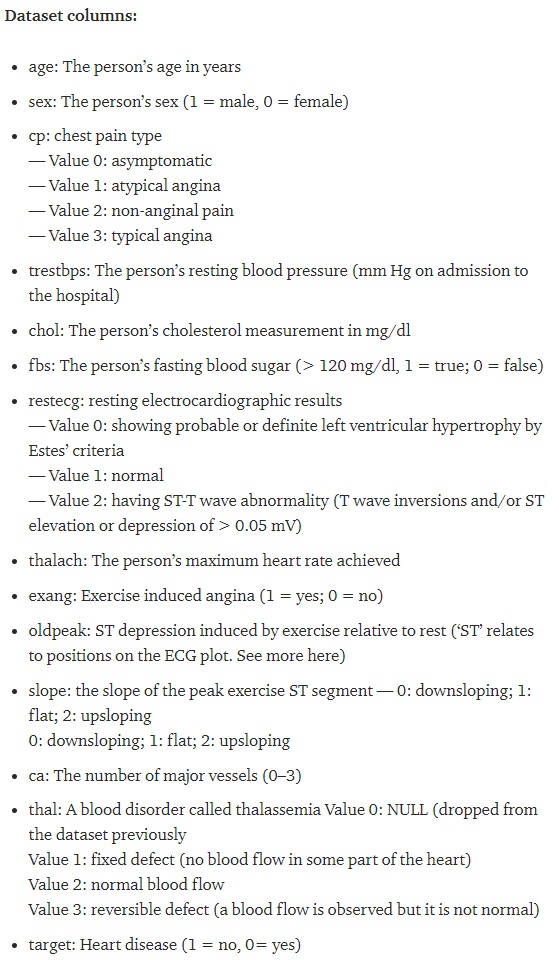 Dataset columns:
• age: The person’s age in years
• sex: The person’s sex (1 = male, 0 = female)
• cp: chest pain type
— Value 0: asymptomatic
— Value 1: atypical angina
— Value 2: non-anginal pain
— Value 3: typical angina
• trestbps: The person’s resting blood pressure (mm Hg on admission to
the hospital)
• chol: The person’s cholesterol measurement in mg/dl
• fbs: The person’s fasting blood sugar (> 120 mg/dl, 1 = true; 0 = false)
• restecg: resting electrocardiographic results
— Value 0: showing probable or definite left ventricular hypertrophy by
Estes’ criteria
— Value 1: normal
— Value 2: having ST-T wave abnormality (T wave inversions and/or ST
elevation or depression of > 0.05 mV)
• thalach: The person’s maximum heart rate achieved
• exang: Exercise induced angina (1 = yes; 0 = no)
• oldpeak: ST depression induced by exercise relative to rest (‘ST’ relates
to positions on the ECG plot. See more here)
• slope: the slope of the peak exercise ST segment — 0: downsloping; 1:
flat; 2: upsloping
0: downsloping; 1: flat; 2: upsloping
• ca: The number of major vessels (0–3)
• thal: A blood disorder called thalassemia Value 0: NULL (dropped from
the dataset previously
Value 1: fixed defect (no blood flow in some part of the heart)
Value 2: normal blood flow
Value 3: reversible defect (a blood flow is observed but it is not normal)
• target: Heart disease (1 = no, 0= yes)